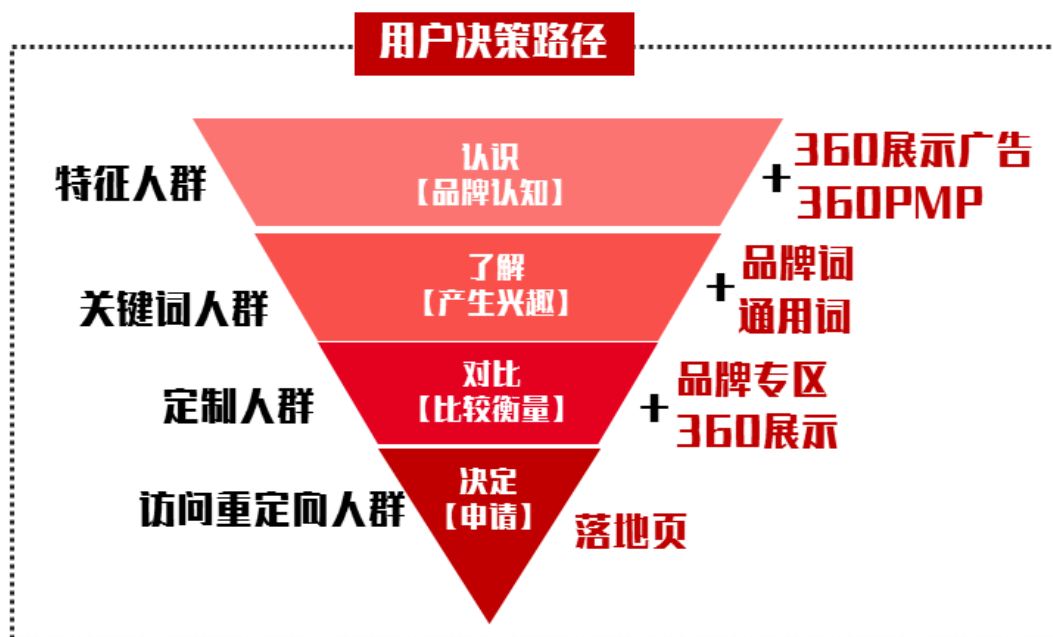 用户决策路径
特征人群
认识
【品牌认知】
+
360展示广告
360PMP
关键词人群
了解
【产生兴趣】
+
品牌词
通用词
定制人群
对比
【比较衡量】
+
品牌专区
360展示
访问重定向人群
决定
【申请】
落地页